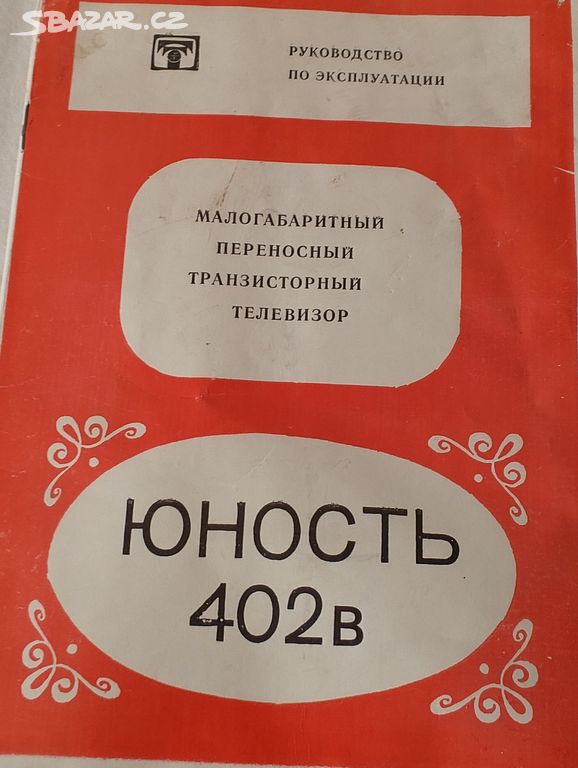 SBAZAR.CZ
РУКОВОДСТВО
ПО ЭКСПЛУАТАЦИИ
МАЛОГАБАРИТНЫЙ
ПЕРЕНОСНЫЙ
ТРАНЗИСТОРНЫЙ
ТЕЛЕВИЗОР
ЮНОСТЬ
402в